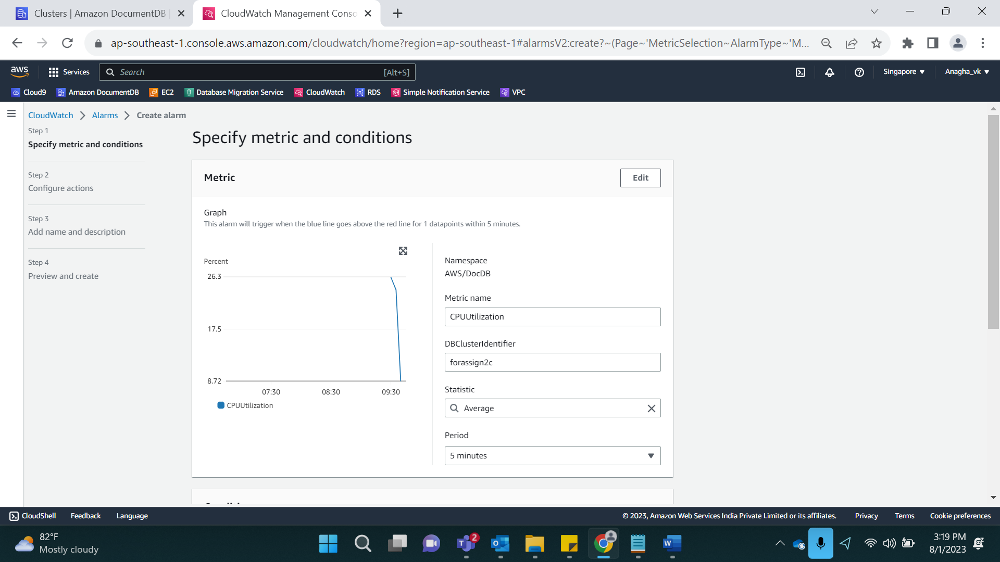 Clusters | Amazon DocumentDB
CloudWatch Management Conso
ap-southeast-1.console.aws.amazon.com/cloudwatch/home?region=ap-southeast-1#alarmsV2:create?~(Page~'MetricSelection~AlarmType~'M...
aws
Services
Search
[Alt+S]
Singapore
Anagha_vk
Cloud9
Amazon DocumentDB
EC2
Database Migration Service
CloudWatch
RDS
Simple Notification Service
VPC
CloudWatch
Alarms
Create alarm
Step 1
Specify metric and conditions
Step 2
Configure actions
Step 3
Add name and description
Step 4
Preview and create
Specify metric and conditions
Metric
Edit
Graph
This alarm will trigger when the blue line goes above the red line for 1 datapoints within 5 minutes.
Percent
26.3
17.5
8.72
07:30
08:30
09:30
CPUUtilization
Namespace
AWS/DocDB
Metric name
CPUUtilization
DBClusterIdentifier
forassign2c
Statistic
Average
Period
5 minutes
CloudShell
Feedback
Language
© 2023, Amazon Web Services India Private Limited or its affiliates.
Privacy
Terms
Cookie preferences
82°F
Mostly cloudy
2
3:19 PM
8/1/2023